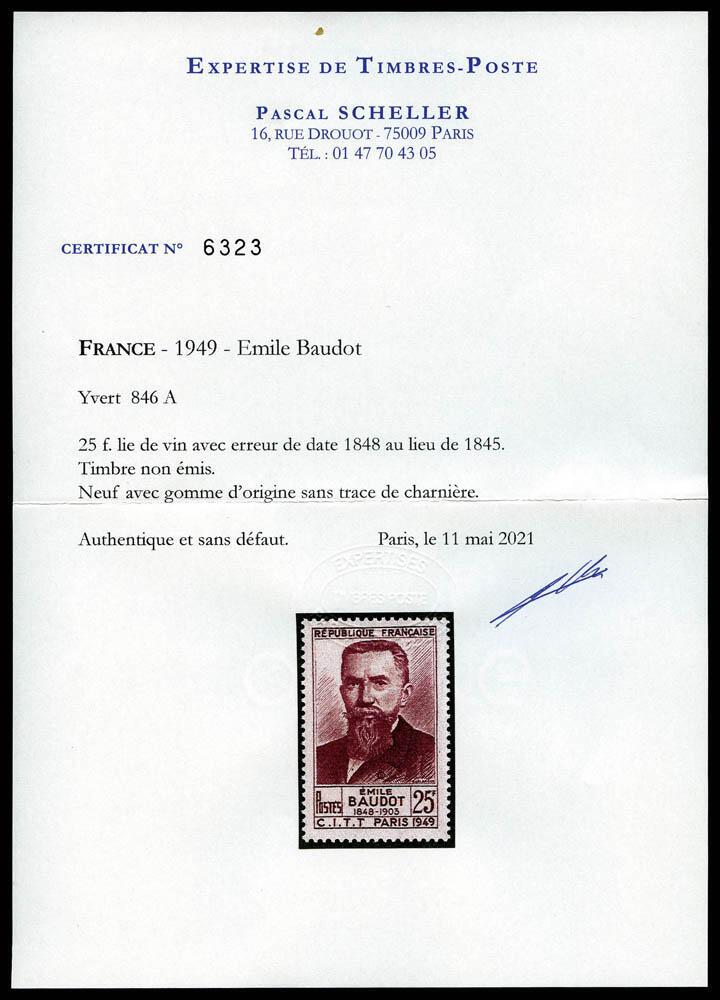 EXPERTISE DE TIMBRES-POSTE
PASCAL SCHELLER
16, RUE DROUOT - 75009 PARIS
TÉL. : 01 47 70 43 05
CERTIFICAT N° 6323
FRANCE - 1949 - Emile Baudot
Yvert 846 A
25 f. lie de vin avec erreur de date 1848 au lieu de 1845.
Timbre non émis.
Neuf avec gomme d'origine sans trace de charnière.
Authentique et sans défaut. Paris, le 11 mai 2021
EXPERTISES
TIMBRES POSTE
RÉPUBLIQUE FRANÇAISE
ÉMILE
POSTES BAUDOT 25F
1848-1903
C.I.T.T PARIS 1949